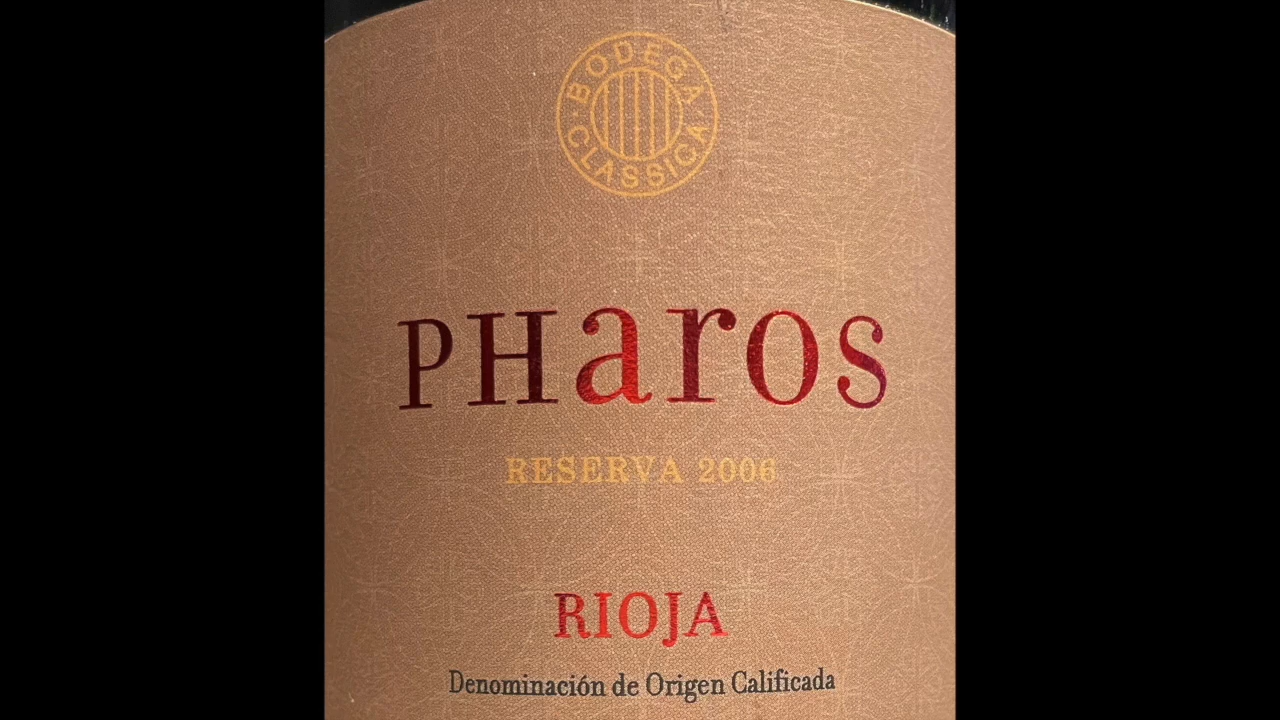 BODEGA
CLASSICA
PHaros
RESERVA 2006
RIOJA
Denominación de Origen Calificada